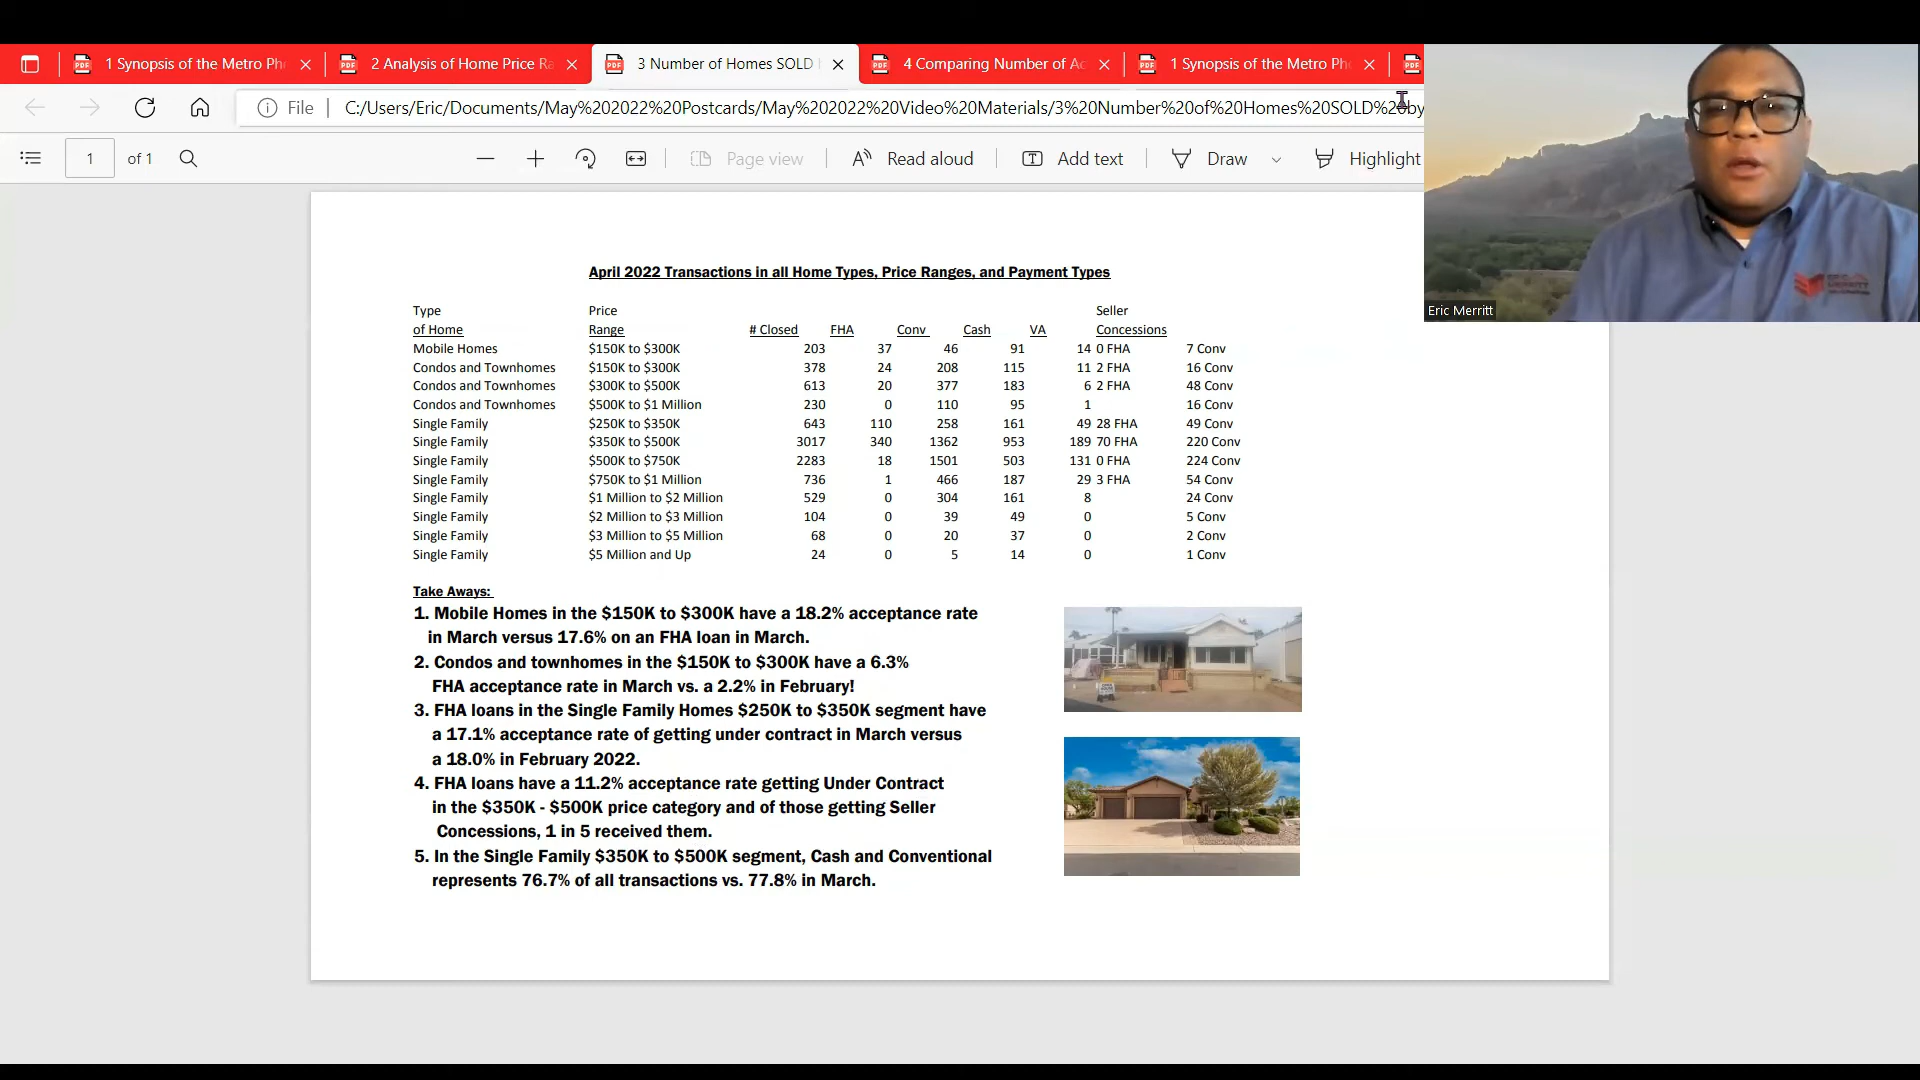 1 Synopsis of the Metro Ph
2 Analysis of Home Price Ra
3 Number of Homes SOLD
4 Comparing Number of Ac
1 Synopsis of the Metro Pho
File
C:/Users/Eric/Documents/May%202022%20Postcards/May%202022%20Video%20Materials/3%20Number%20of%20Homes%20SOLD%20by
1 of 1
Page view
Read aloud
Add text
Draw
Highlight
Eric Merritt
ERIC
MERRITT
April 2022 Transactions in all Home Types, Price Ranges, and Payment Types
Type Price Seller
of Home Range # Closed FHA Conv Cash VA Concessions
Mobile Homes $150K to $300K 203 37 46 91 14 0 FHA 7 Conv
Condos and Townhomes $150K to $300K 378 24 208 115 11 2 FHA 16 Conv
Condos and Townhomes $300K to $500K 613 20 377 183 6 2 FHA 48 Conv
Condos and Townhomes $500K to $1 Million 230 0 110 95 1 16 Conv
Single Family $250K to $350K 643 110 258 161 49 28 FHA 49 Conv
Single Family $350K to $500K 3017 340 1362 953 189 70 FHA 220 Conv
Single Family $500K to $750K 2283 18 1501 503 131 0 FHA 224 Conv
Single Family $750K to $1 Million 736 1 466 187 29 3 FHA 54 Conv
Single Family $1 Million to $2 Million 529 0 304 161 8 24 Conv
Single Family $2 Million to $3 Million 104 0 39 49 0 5 Conv
Single Family $3 Million to $5 Million 68 0 20 37 0 2 Conv
Single Family $5 Million and Up 24 0 5 14 0 1 Conv
Take Aways:
1. Mobile Homes in the $150K to $300K have a 18.2% acceptance rate
in March versus 17.6% on an FHA loan in March.
2. Condos and townhomes in the $150K to $300K have a 6.3%
FHA acceptance rate in March vs. a 2.2% in February!
3. FHA loans in the Single Family Homes $250K to $350K segment have
a 17.1% acceptance rate of getting under contract in March versus
a 18.0% in February 2022.
4. FHA loans have a 11.2% acceptance rate getting Under Contract
in the $350K - $500K price category and of those getting Seller
Concessions, 1 in 5 received them.
5. In the Single Family $350K to $500K segment, Cash and Conventional
represents 76.7% of all transactions vs. 77.8% in March.